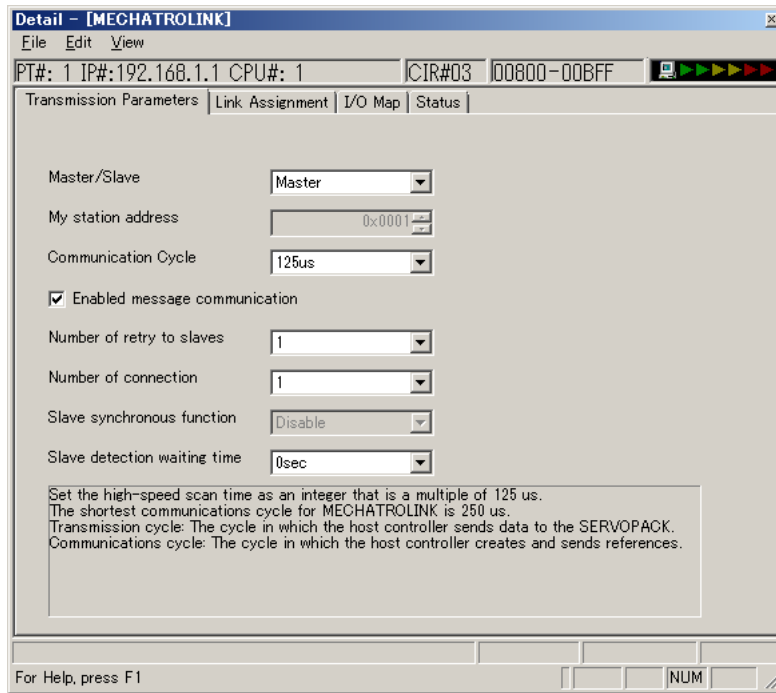 Detail - [MECHATROLINK]
File Edit View
PT#: 1 IP#:192.168.1.1 CPU#: 1 CIR#03 00800-00BFF
Transmission Parameters Link Assignment I/O Map Status
Master/Slave Master
My station address 0x0001
Communication Cycle 125us
Enabled message communication
Number of retry to slaves 1
Number of connection 1
Slave synchronous function Disable
Slave detection waiting time 0sec
Set the high-speed scan time as an integer that is a multiple of 125 us.
The shortest communications cycle for MECHATROLINK is 250 us.
Transmission cycle: The cycle in which the host controller sends data to the SERVOPACK.
Communications cycle: The cycle in which the host controller creates and sends references.
For Help, press F1 NUM